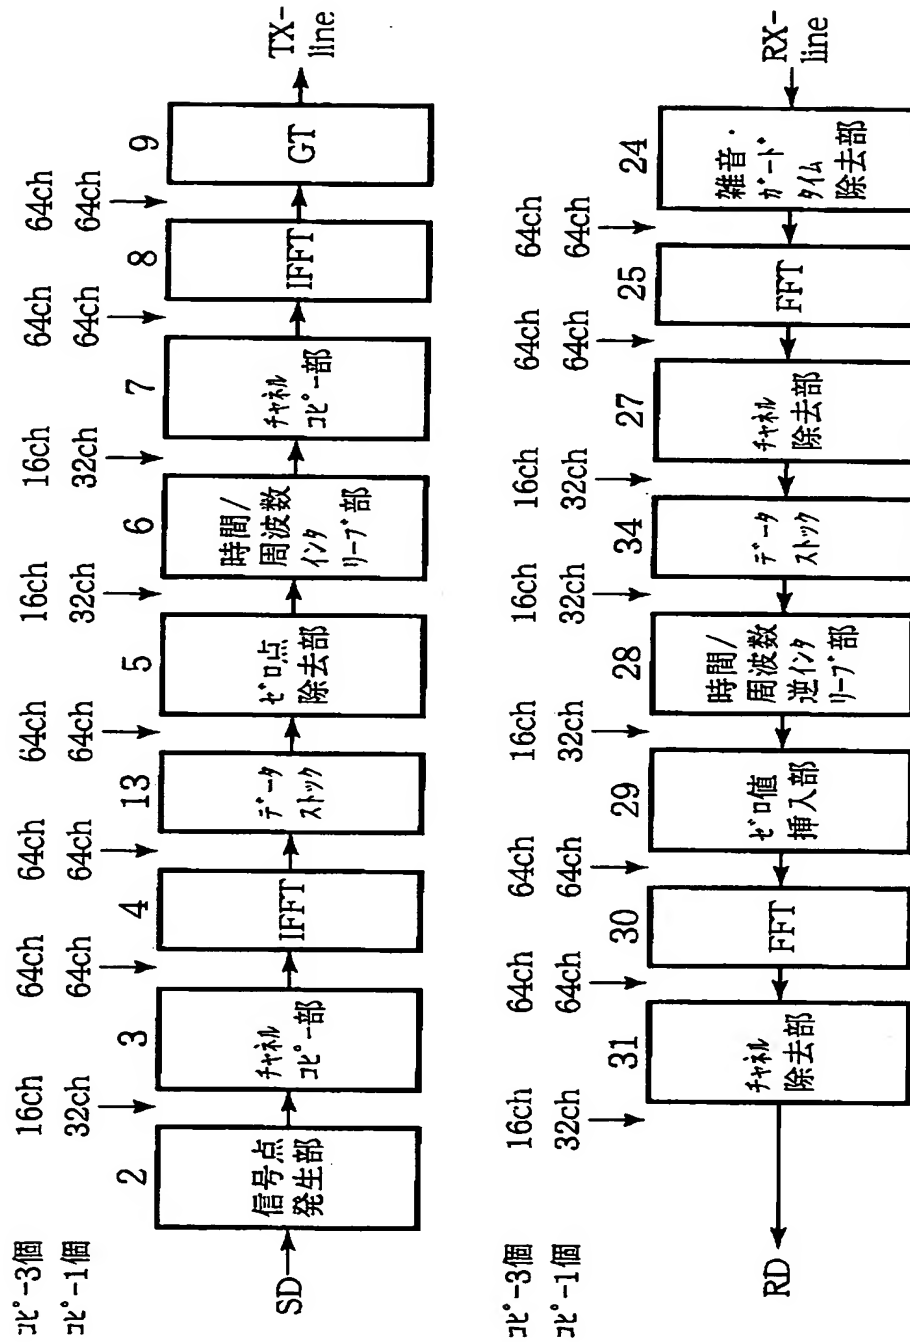 コピー3個 16ch 64ch 64ch 64ch 16ch 16ch 64ch 64ch
コピー1個 32ch 64ch 64ch 64ch 32ch 32ch 64ch 64ch
SD
2
信号点
発生部
3
チャネル
コピー部
4
IFFT
13
データ
ストック
5
ゼロ点
除去部
6
時間/
周波数
インタ
リーブ部
7
チャネル
コピー部
8
IFFT
9
GT
TX-
line
コピー3個 16ch 64ch 64ch 16ch 16ch 16ch 64ch 64ch
コピー1個 32ch 64ch 64ch 32ch 32ch 32ch 64ch 64ch
RD
31
チャネル
除去部
30
FFT
29
ゼロ値
挿入部
28
時間/
周波数
逆インタ
リーブ部
34
データ
ストック
27
チャネル
除去部
25
FFT
24
雑音・
ガード
タイム
除去部
RX-
line